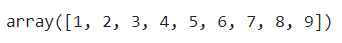 array([1, 2, 3, 4, 5, 6, 7, 8, 9])